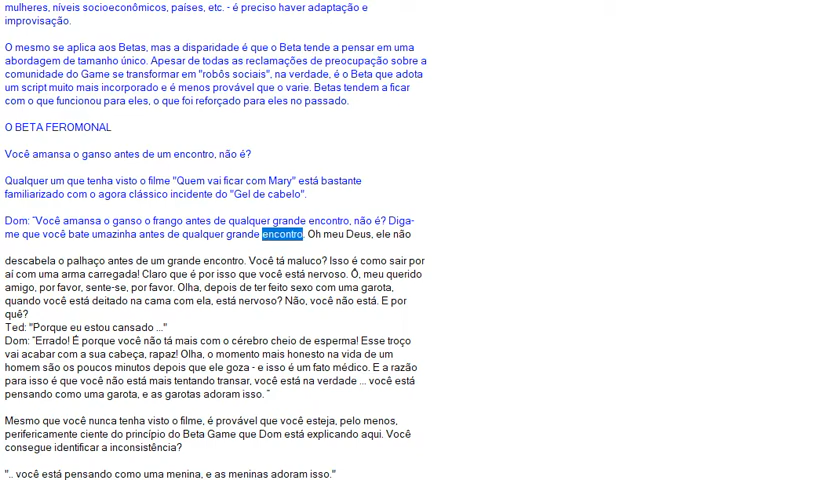 mulheres, níveis socioeconômicos, países, etc. - é preciso haver adaptação e
improvisação.
O mesmo se aplica aos Betas, mas a disparidade é que o Beta tende a pensar em uma
abordagem de tamanho único. Apesar de todas as reclamações de preocupação sobre a
comunidade do Game se transformar em "robôs sociais", na verdade, é o Beta que adota
um script muito mais incorporado e é menos provável que o varie. Betas tendem a ficar
com o que funcionou para eles, o que foi reforçado para eles no passado.
O BETA FEROMONAL
Você amansa o ganso antes de um encontro, não é?
Qualquer um que tenha visto o filme "Quem vai ficar com Mary" está bastante
familiarizado com o agora clássico incidente do "Gel de cabelo".
Dom: “Você amansa o ganso o frango antes de qualquer grande encontro, não é? Diga-
me que você bate umazinha antes de qualquer grande encontro. Oh meu Deus, ele não
descabela o palhaço antes de um grande encontro. Você tá maluco? Isso é como sair por
aí com uma arma carregada! Claro que é por isso que você está nervoso. Ô, meu querido
amigo, por favor, sente-se, por favor. Olha, depois de ter feito sexo com uma garota,
quando você está deitado na cama com ela, está nervoso? Não, você não está. E por
quê?
Ted: "Porque eu estou cansado ..."
Dom: “Errado! É porque você não tá mais com o cérebro cheio de esperma! Esse troço
vai acabar com a sua cabeça, rapaz! Olha, o momento mais honesto na vida de um
homem são os poucos minutos depois que ele goza - e isso é um fato médico. E a razão
para isso é que você não está mais tentando transar, você está na verdade ... você está
pensando como uma garota, e as garotas adoram isso. ”
Mesmo que você nunca tenha visto o filme, é provável que você esteja, pelo menos,
perifericamente ciente do princípio do Beta Game que Dom está explicando aqui. Você
consegue identificar a inconsistência?
".. você está pensando como uma menina, e as meninas adoram isso."